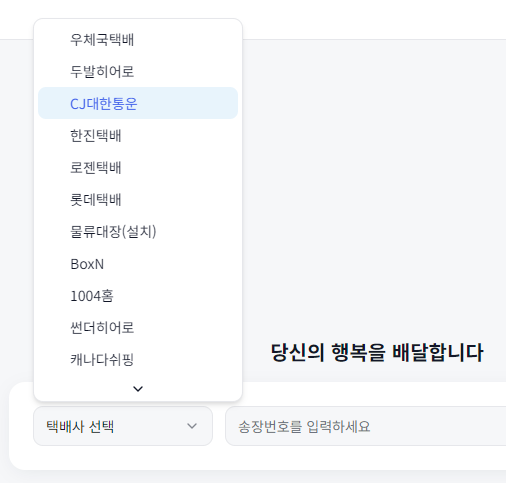 우체국택배
두발히어로
CJ대한통운
한진택배
로젠택배
롯데택배
물류대장(설치)
BoxN
1004홈
썬더히어로
캐나다쉬핑
당신의 행복을 배달합니다
택배사 선택
송장번호를 입력하세요